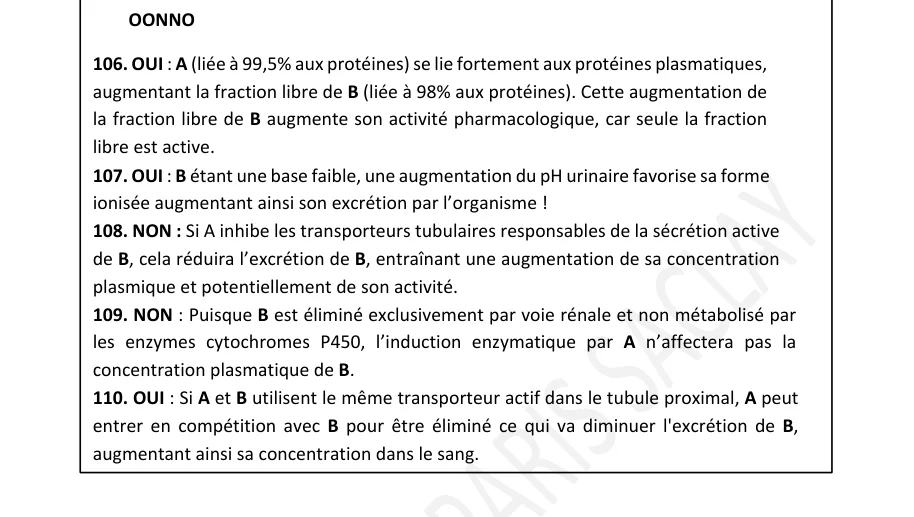 OONNO
106. OUI : A (liée à 99,5% aux protéines) se lie fortement aux protéines plasmatiques,
augmentant la fraction libre de B (liée à 98% aux protéines). Cette augmentation de
la fraction libre de B augmente son activité pharmacologique, car seule la fraction
libre est active.
107. OUI : B étant une base faible, une augmentation du pH urinaire favorise sa forme
ionisée augmentant ainsi son excrétion par l’organisme !
108. NON : Si A inhibe les transporteurs tubulaires responsables de la sécrétion active
de B, cela réduira l’excrétion de B, entraînant une augmentation de sa concentration
plasmique et potentiellement de son activité.
109. NON : Puisque B est éliminé exclusivement par voie rénale et non métabolisé par
les enzymes cytochromes P450, l’induction enzymatique par A n’affectera pas la
concentration plasmatique de B.
110. OUI : Si A et B utilisent le même transporteur actif dans le tubule proximal, A peut
entrer en compétition avec B pour être éliminé ce qui va diminuer l'excrétion de B,
augmentant ainsi sa concentration dans le sang.
PARIS SACLAY